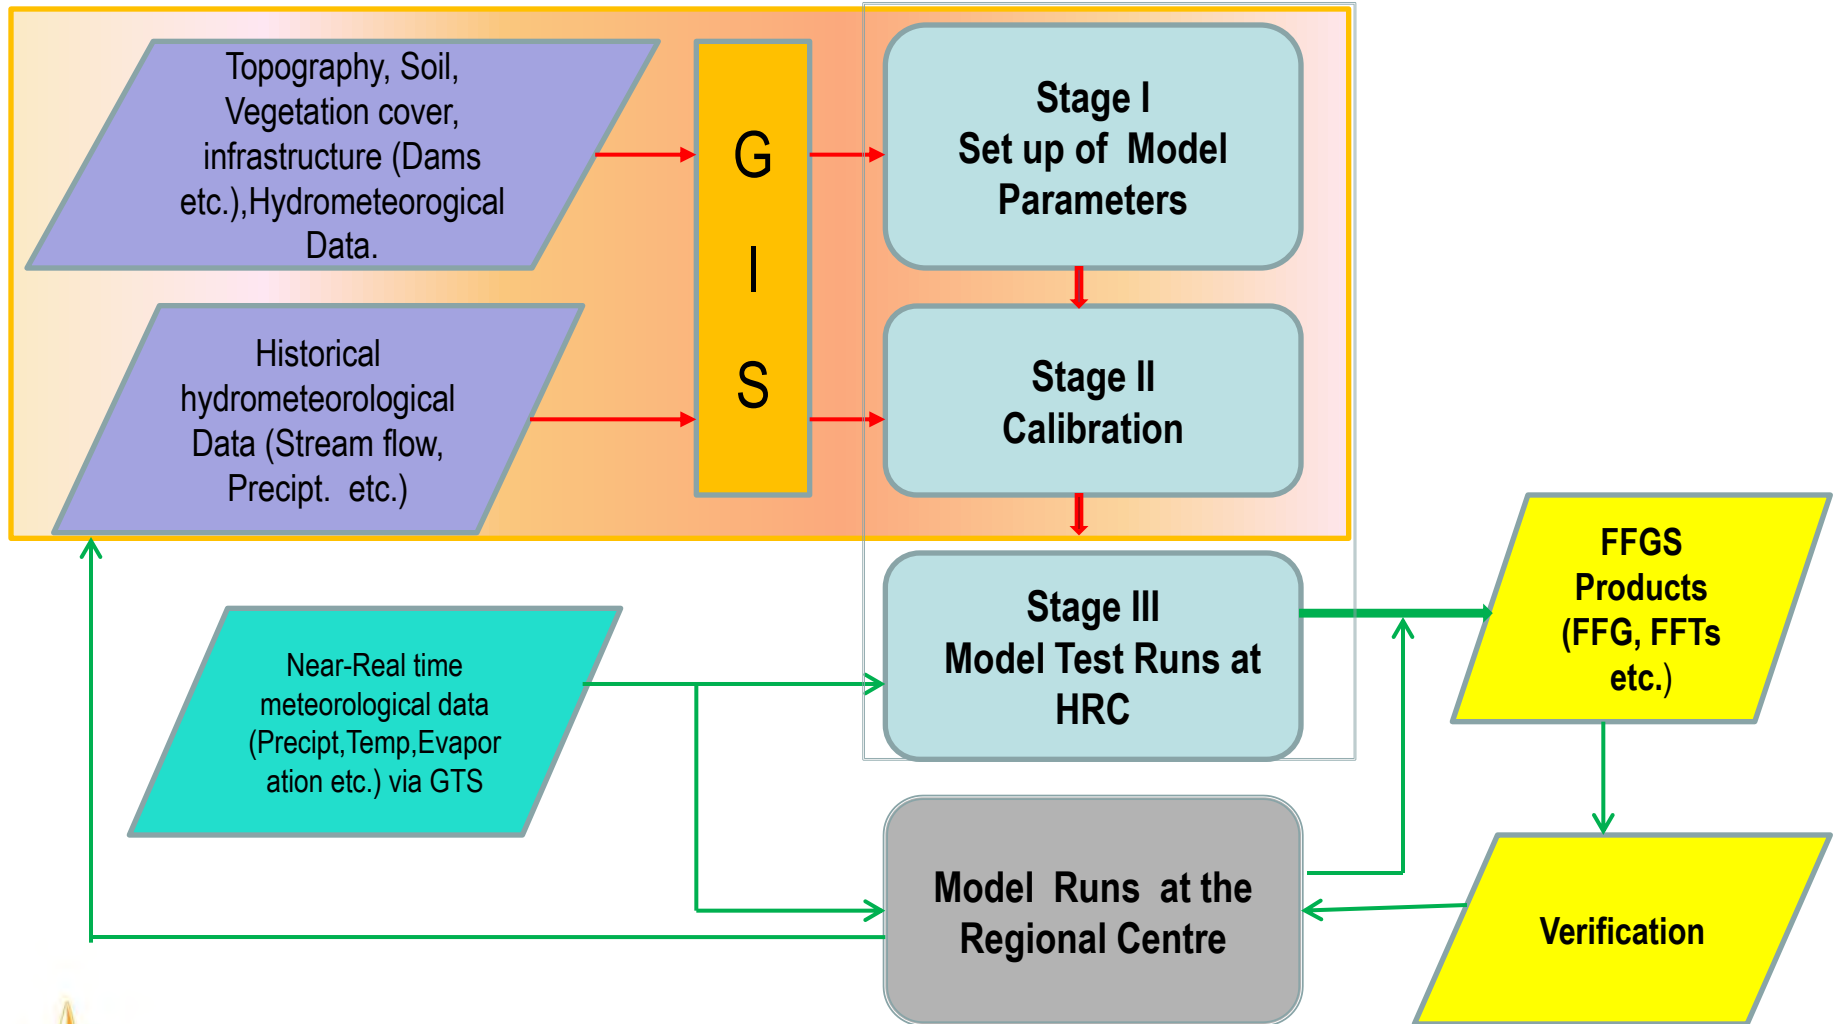 Topography, Soil,
Vegetation cover,
infrastructure (Dams
etc.),Hydrometeorogical
Data.
G
I
S
Stage I
Set up of Model
Parameters
Historical
hydrometeorological
Data (Stream flow,
Precipt. etc.)
Stage II
Calibration
Near-Real time
meteorological data
(Precipt,Temp,Evapor
ation etc.) via GTS
Stage III
Model Test Runs at
HRC
FFGS
Products
(FFG, FFTs
etc.)
Model Runs at the
Regional Centre
Verification